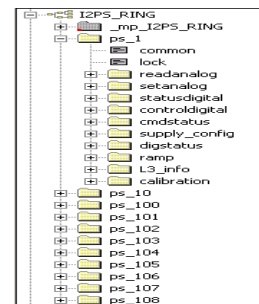 I2PS_RING
_mp_I2PS_RING
ps_1
common
lock
readanalog
setanalog
statusdigital
controldigital
cmdstatus
supply_config
digstatus
ramp
L3_info
calibration
ps_10
ps_100
ps_101
ps_102
ps_103
ps_104
ps_105
ps_106
ps_107
ps_108